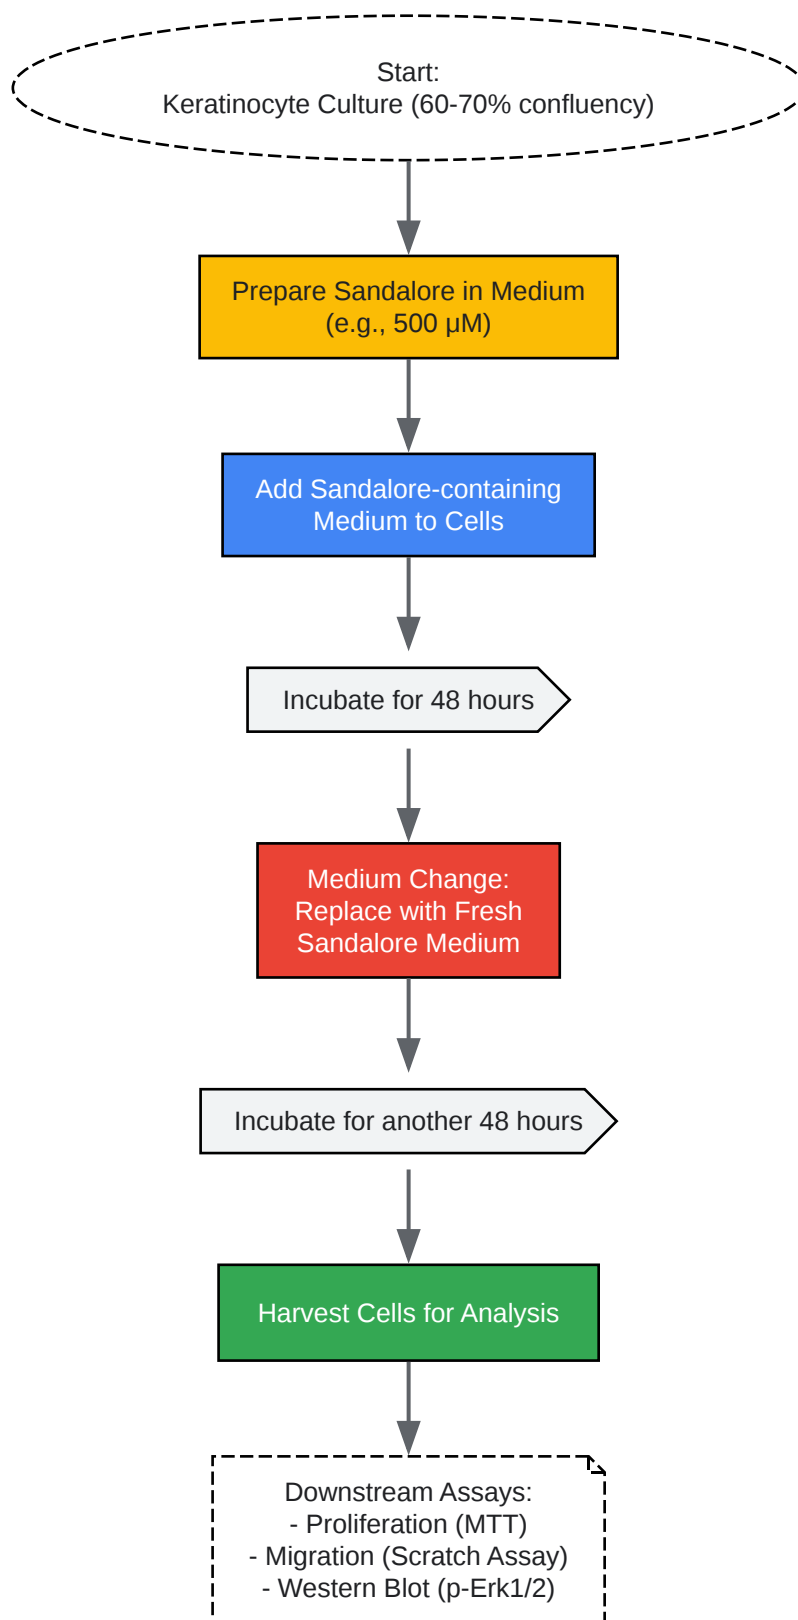 Start:
Keratinocyte Culture (60-70% confluency)
Prepare Sandalore in Medium
(e.g., 500 μM)
Add Sandalore-containing
Medium to Cells
Incubate for 48 hours
Medium Change:
Replace with Fresh
Sandalore Medium
Incubate for another 48 hours
Harvest Cells for Analysis
Downstream Assays:
- Proliferation (MTT)
- Migration (Scratch Assay)
- Western Blot (p-Erk1/2)